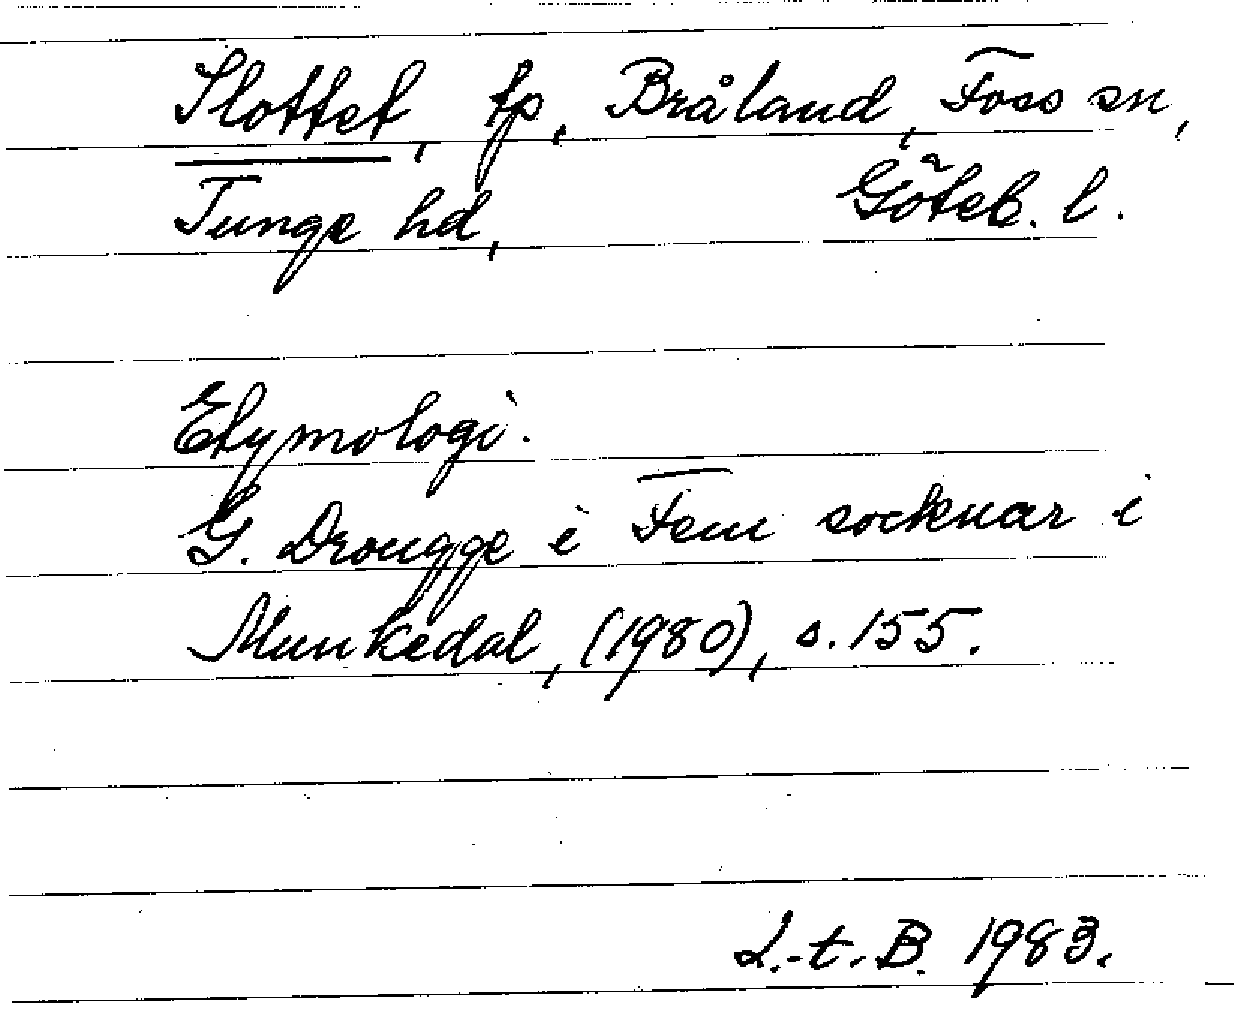 Slottet, tp, Bråland, Foss sn,
Tunge hd, Göteb. l.
Etymologi.
G. Drougge i Fem socknar i
Munkedal, (1980), s. 155.
L.-t. B. 1983.